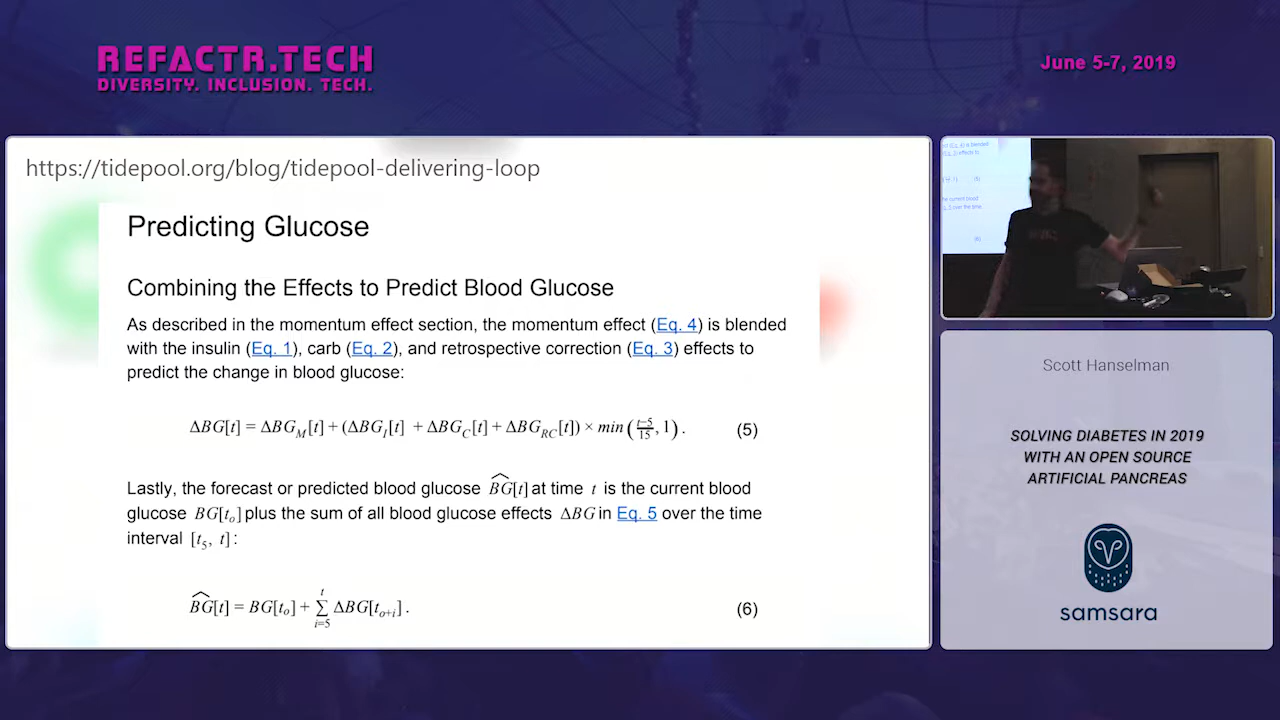 REFACTR.TECH
DIVERSITY. INCLUSION. TECH.
June 5-7, 2019
https://tidepool.org/blog/tidepool-delivering-loop
Predicting Glucose
Combining the Effects to Predict Blood Glucose
As described in the momentum effect section, the momentum effect (Eq. 4) is blended
with the insulin (Eq. 1), carb (Eq. 2), and retrospective correction (Eq. 3) effects to
predict the change in blood glucose:
ΔBG[t] = ΔBG_M[t] + (ΔBG_I[t] + ΔBG_C[t] + ΔBG_RC[t]) × min(t−5/15, 1). (5)
Lastly, the forecast or predicted blood glucose B̂G[t] at time t is the current blood
glucose BG[t_o] plus the sum of all blood glucose effects ΔBG in Eq. 5 over the time
interval [t_5, t]:
B̂G[t] = BG[t_o] + Σ_{i=5}^{t} ΔBG[t_{o+i}]. (6)
Scott Hanselman
SOLVING DIABETES IN 2019
WITH AN OPEN SOURCE
ARTIFICIAL PANCREAS
samsara